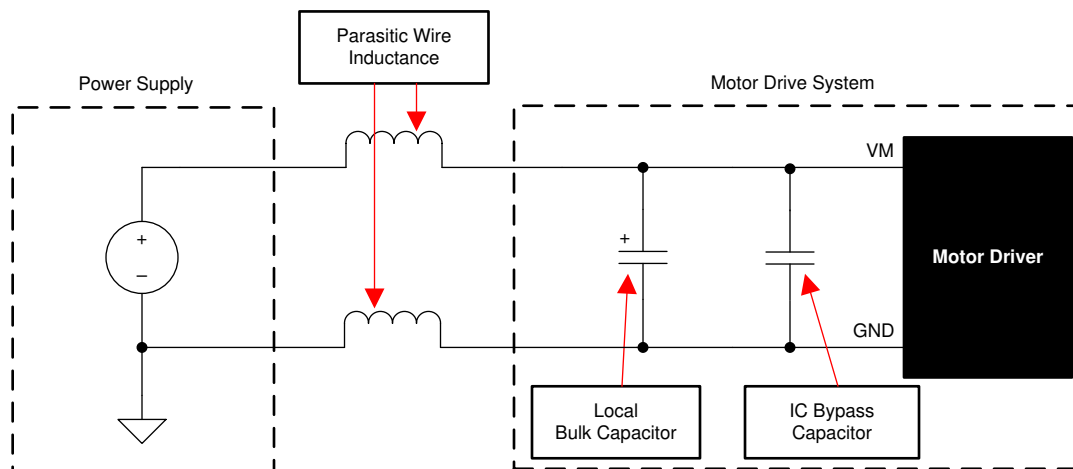 Parasitic Wire
Inductance
Power Supply
Motor Drive System
VM
+
–
+
Motor Driver
GND
Local
Bulk Capacitor
IC Bypass
Capacitor